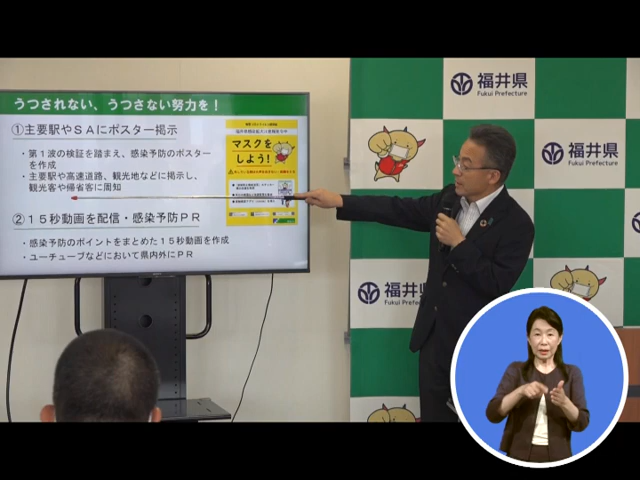 うつされない、うつさない努力を！
①主要駅やＳＡにポスター掲示
・第１波の検証を踏まえ、感染予防のポスター
を作成
・主要駅や高速道路、観光地などに掲示し、
観光客や帰省客に周知
②１５秒動画を配信・感染予防ＰＲ
・感染予防のポイントをまとめた１５秒動画を作成
・ユーチューブなどにおいて県内外にＰＲ
マスクを
しよう！
福井県
Fukui Prefecture
福井県
Fukui Prefecture
福井県
Fukui Prefecture